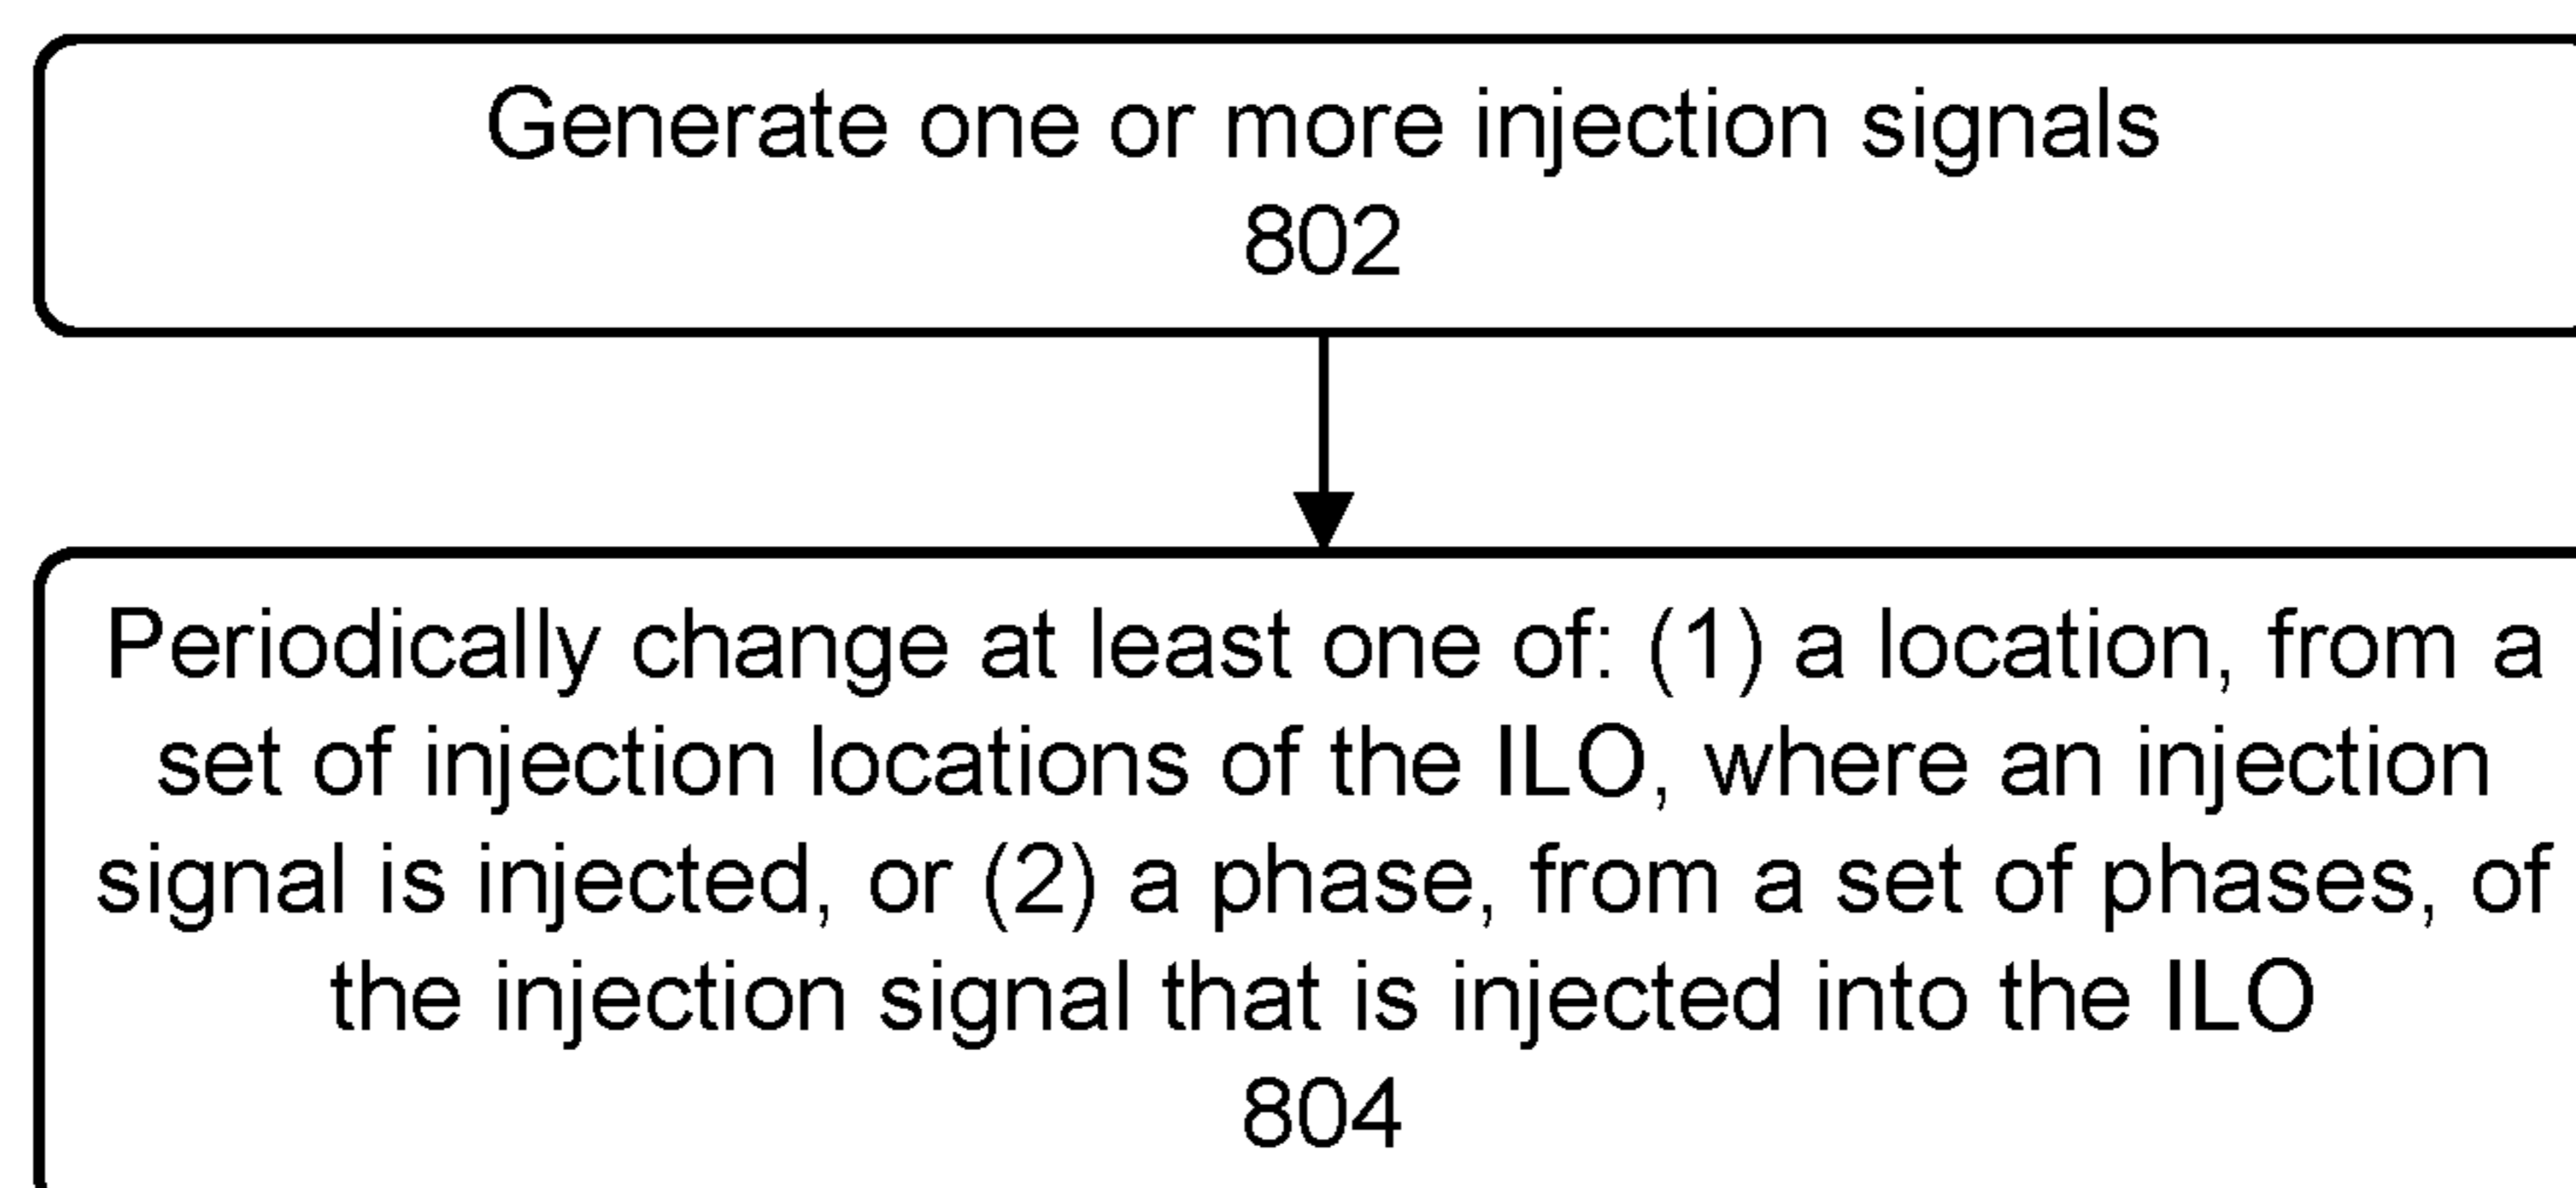 Generate one or more injection signals
802
Periodically change at least one of: (1) a location, from a
set of injection locations of the ILO, where an injection
signal is injected, or (2) a phase, from a set of phases, of
the injection signal that is injected into the ILO
804